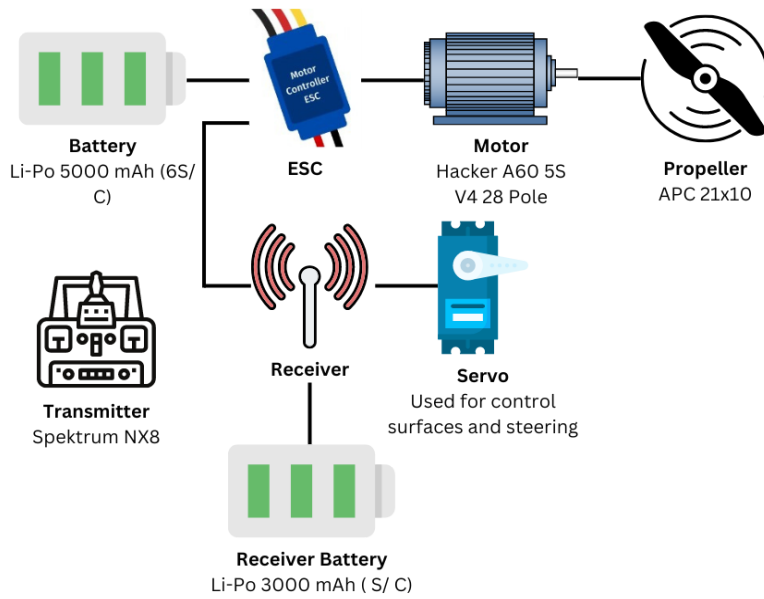 Motor
Controller
ESC
Battery
Li-Po 5000 mAh (6S/
C)
ESC
Motor
Hacker A60 5S
V4 28 Pole
Propeller
APC 21x10
Transmitter
Spektrum NX8
Receiver
Servo
Used for control
surfaces and steering
Receiver Battery
Li-Po 3000 mAh ( S/ C)